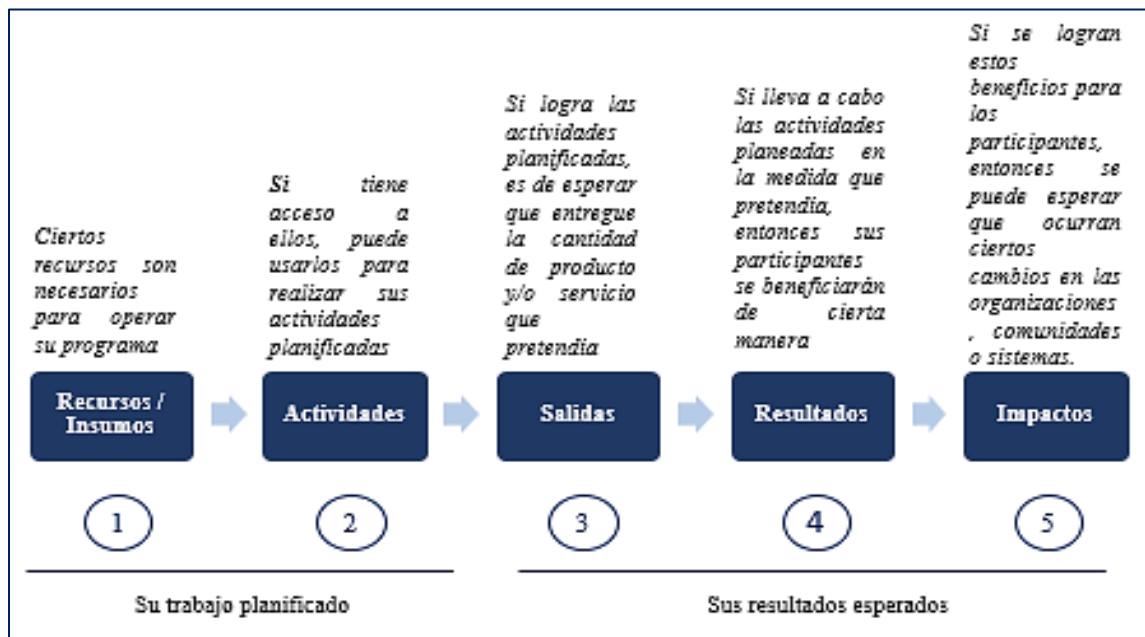 Ciertos
recursos son
necesarios
para operar
su programa
Si tiene
acceso a
ellos, puede
usarlos para
realizar sus
actividades
planificadas
Si logra las
actividades
planificadas,
es de esperar
que entregue
la cantidad
de producto
y/o servicio
que
pretendía
Si lleva a cabo
las actividades
planeadas en
la medida que
pretendía,
entonces sus
participantes
se beneficiarán
de cierta
manera
Si se logran
estos
beneficios para
los
participantes,
entonces se
puede esperar
que ocurran
ciertos
cambios en las
organizaciones
, comunidades
o sistemas.
Recursos /
Insumos
Actividades
Salidas
Resultados
Impactos
1
2
3
4
5
Su trabajo planificado
Sus resultados esperados